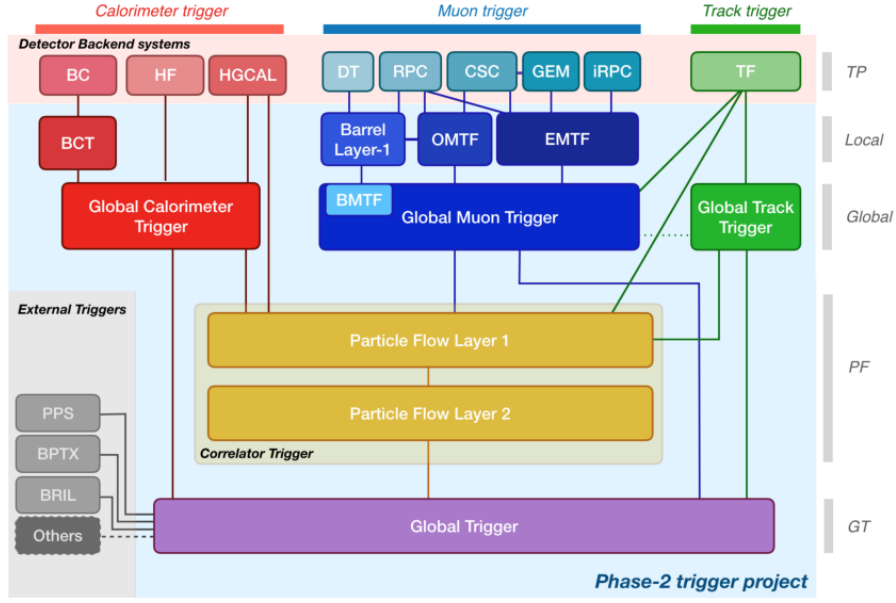 Calorimeter trigger
Muon trigger
Track trigger
Detector Backend systems
BC
HF
HGCAL
DT
RPC
CSC
GEM
iRPC
TF
TP
BCT
Barrel
Layer-1
OMTF
EMTF
Local
Global Calorimeter
Trigger
BMTF
Global Muon Trigger
Global Track
Trigger
Global
External Triggers
Particle Flow Layer 1
PF
Particle Flow Layer 2
Correlator Trigger
PPS
BPTX
BRIL
Others
Global Trigger
GT
Phase-2 trigger project